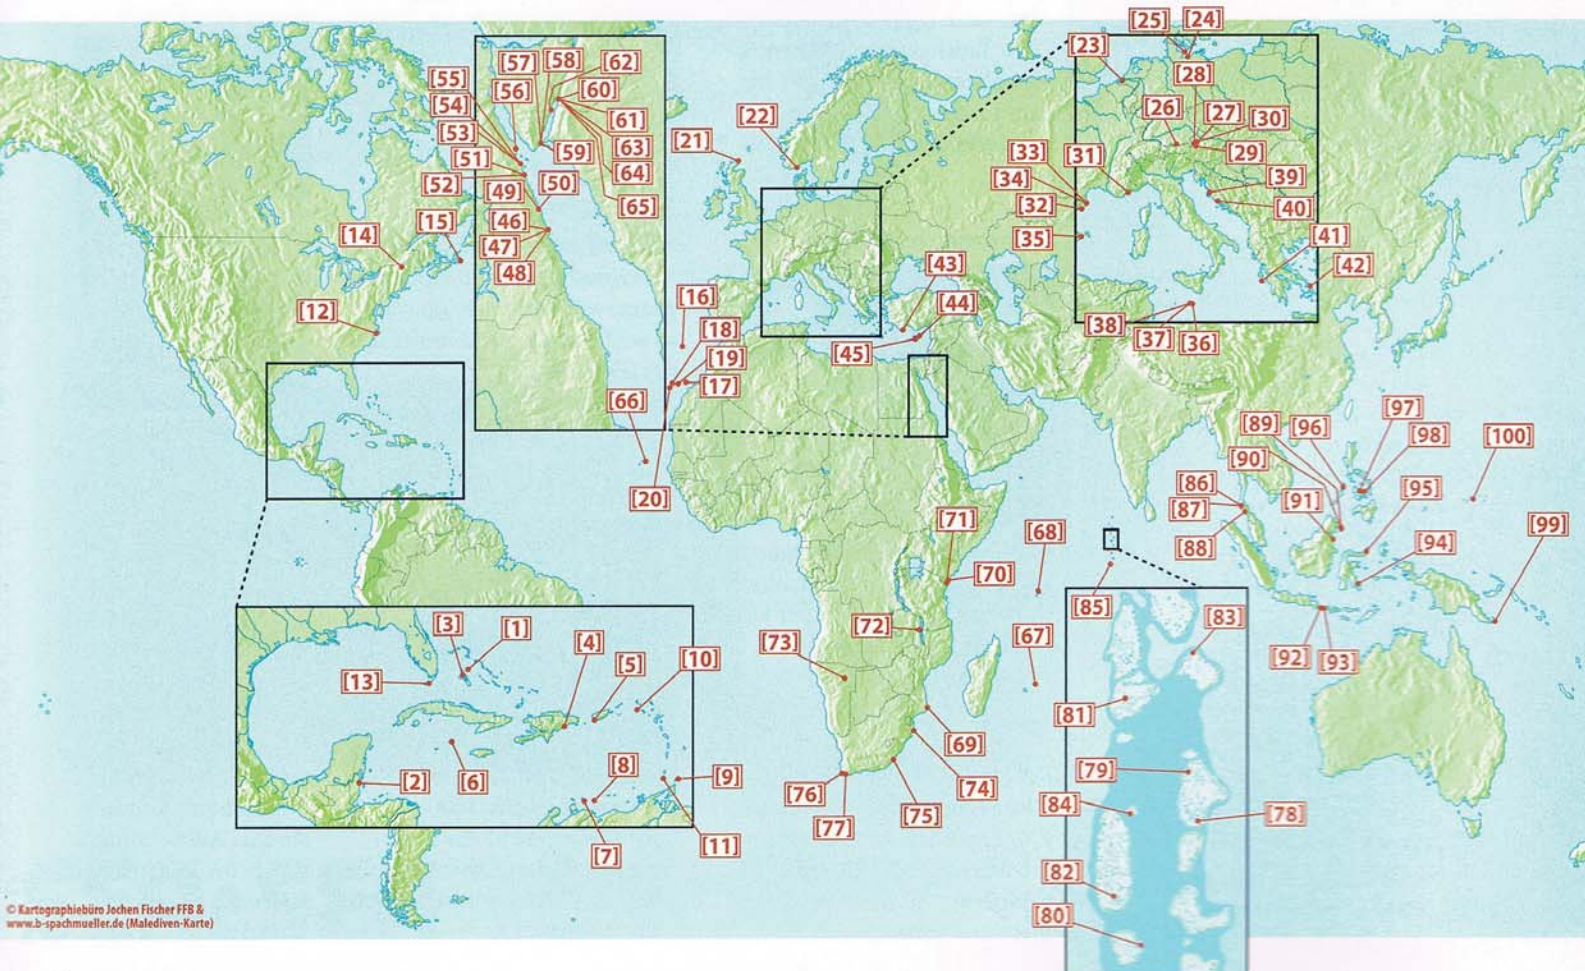 [25] [24]
[23]
[57] [58] [62]
[55] [56] [60] [28]
[54] [26] [27] [30]
[53] [61]
[22]
[21] [63] [33] [31] [29]
[51] [59]
[52] [49] [50] [64] [34] [39]
[65] [32] [40]
[46]
[15] [47] [35] [41]
[14] [48] [43] [42]
[16] [44]
[12] [18] [38]
[45] [37] [36]
[19]
[17]
[66] [97]
[89] [96] [98] [100]
[90]
[86] [95]
[20] [87] [91]
[71] [68] [99]
[88] [94]
[70]
[85]
[3] [1] [72] [67] [83]
[4] [73]
[5] [10] [92] [93]
[13]
[81]
[69]
[8] [9] [79]
[2] [6] [76] [74]
[84]
[75] [78]
[77]
[7] [11]
[82]
[80]
© Kartographiebüro Jochen Fischer FFB &
www.b-spachmueller.de (Malediven-Karte)